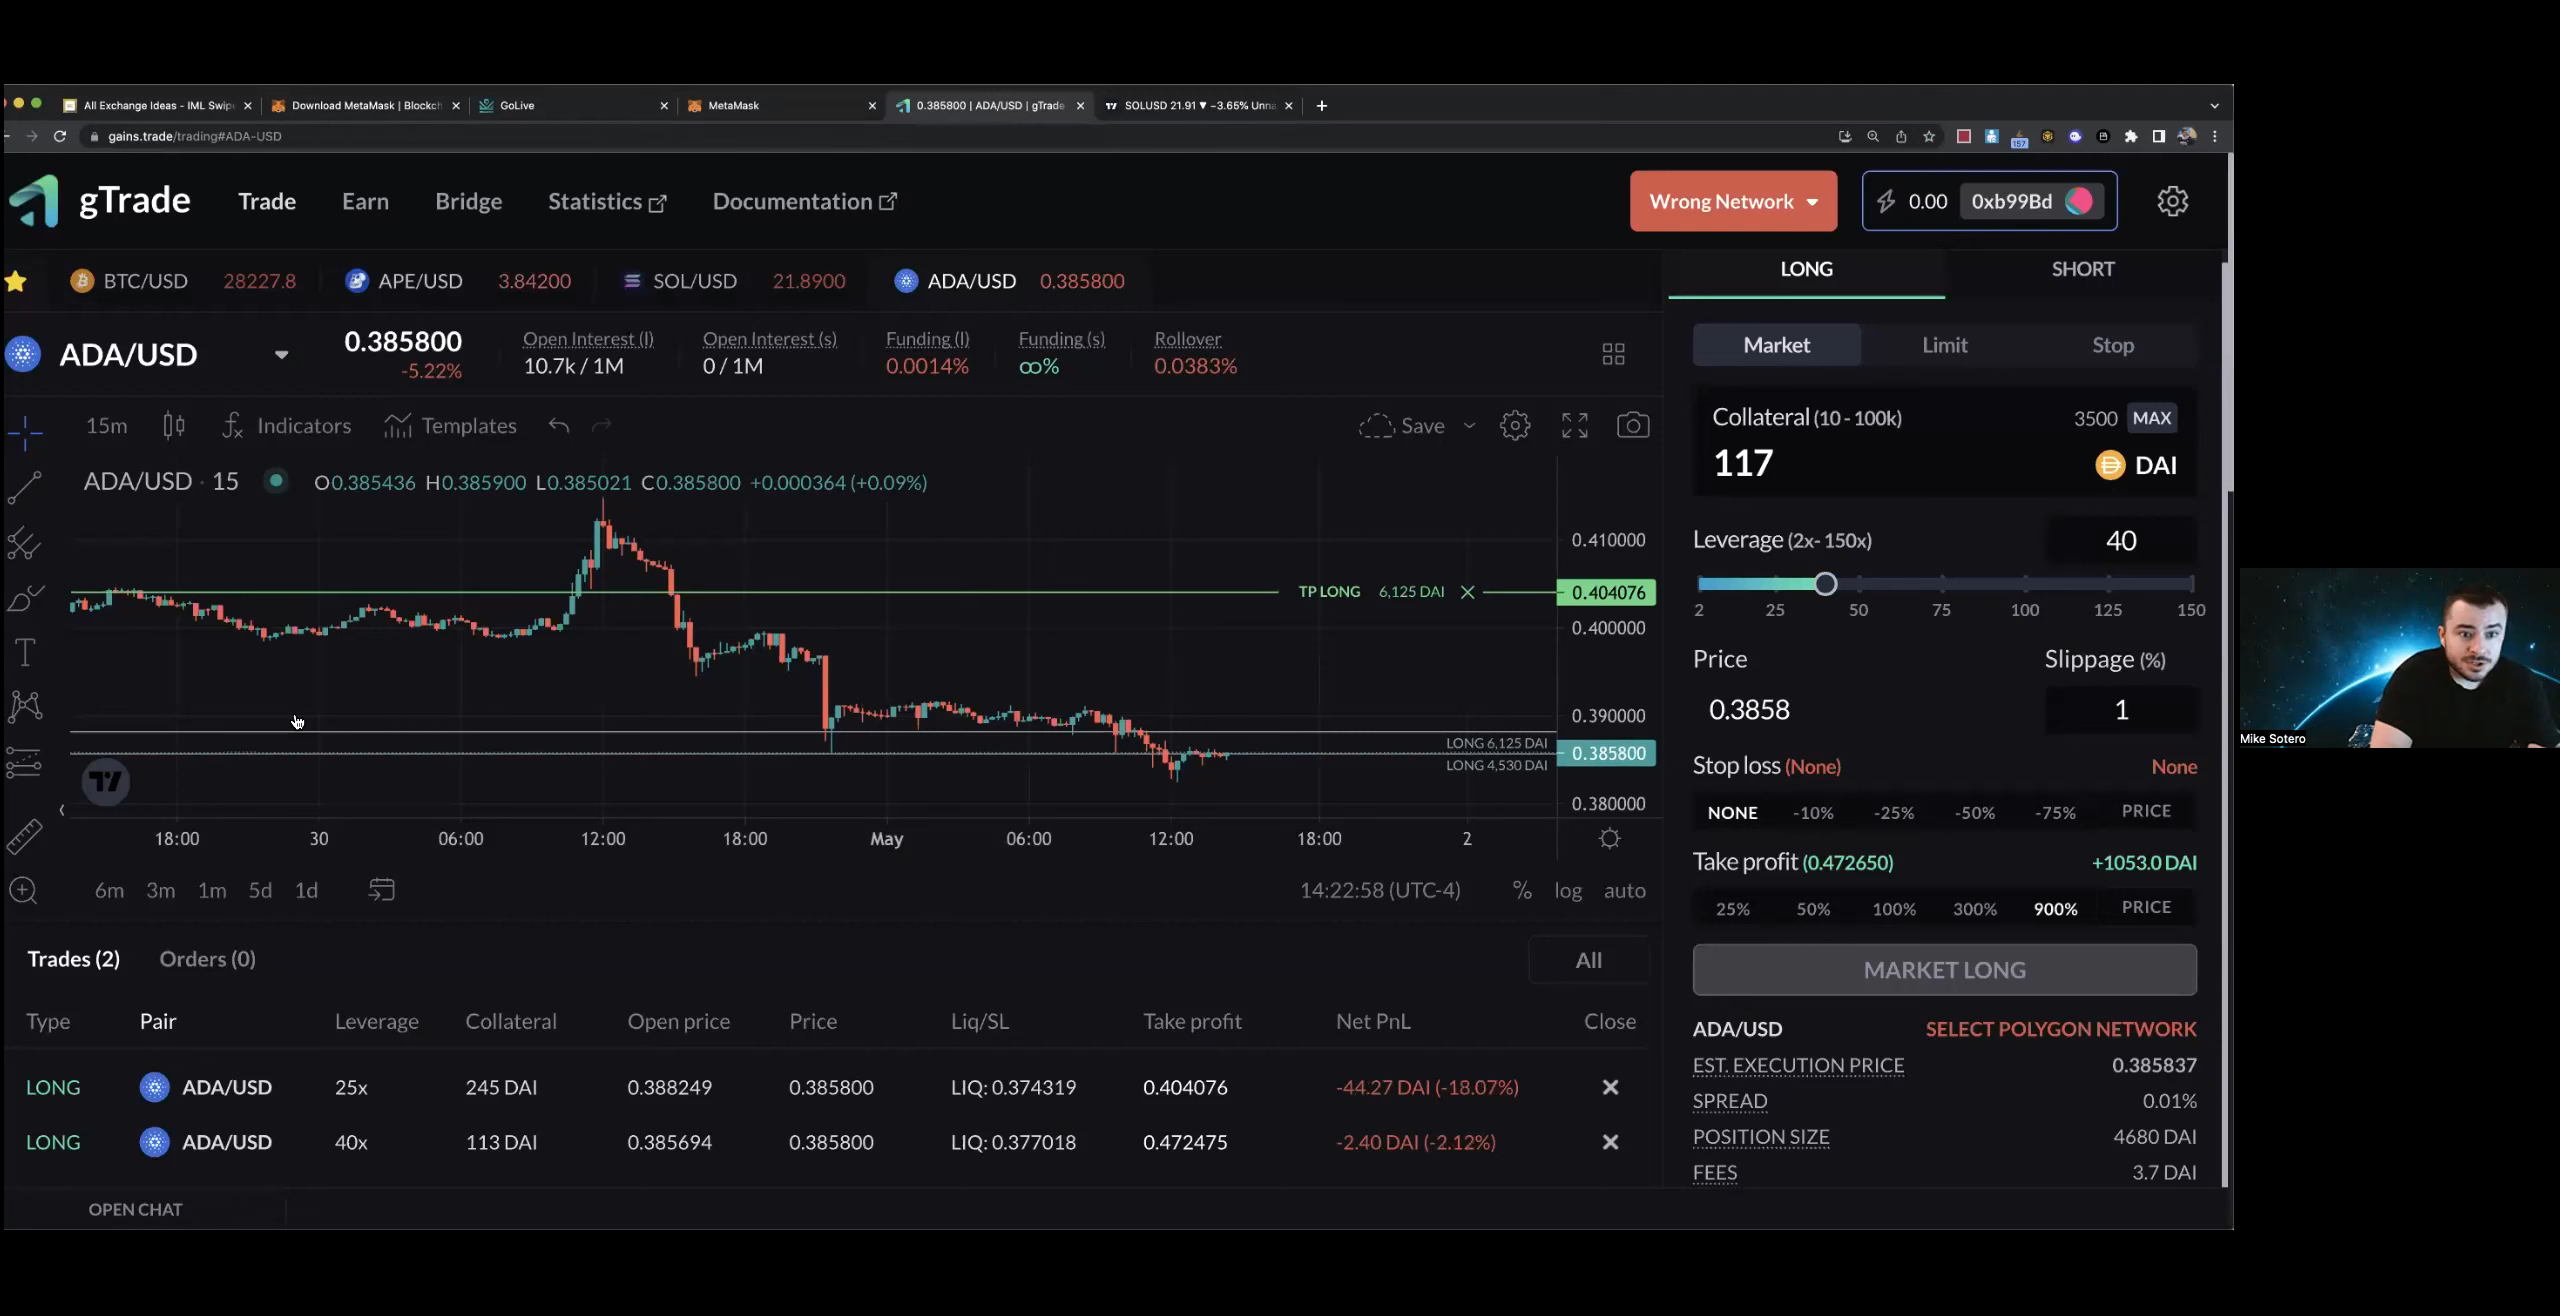 All Exchange Ideas - IML Swip
Download MetaMask | Blockch
GoLive
MetaMask
0.385800 | ADA/USD | gTrade
SOLUSD 21.91 ▼ −3.65% Unna
gains.trade/trading#ADA-USD
157
gTrade
Trade
Earn
Bridge
Statistics
Documentation
Wrong Network
0.00
0xb99Bd
BTC/USD 28227.8
APE/USD 3.84200
SOL/USD 21.8900
ADA/USD 0.385800
ADA/USD
0.385800
-5.22%
Open Interest (l)
10.7k / 1M
Open Interest (s)
0 / 1M
Funding (l)
0.0014%
Funding (s)
∞%
Rollover
0.0383%
15m
Indicators
Templates
Save
ADA/USD · 15
O0.385436 H0.385900 L0.385021 C0.385800 +0.000364 (+0.09%)
0.410000
TP LONG 6,125 DAI
0.404076
0.400000
0.390000
LONG 6,125 DAI
0.385800
LONG 4,530 DAI
0.380000
18:00 30 06:00 12:00 18:00 May 06:00 12:00 18:00 2
6m 3m 1m 5d 1d
14:22:58 (UTC-4)
% log auto
Trades (2)
Orders (0)
All
Type Pair Leverage Collateral Open price Price Liq/SL Take profit Net PnL Close
LONG ADA/USD 25x 245 DAI 0.388249 0.385800 LIQ: 0.374319 0.404076 -44.27 DAI (-18.07%)
LONG ADA/USD 40x 113 DAI 0.385694 0.385800 LIQ: 0.377018 0.472475 -2.40 DAI (-2.12%)
OPEN CHAT
LONG
SHORT
Market
Limit
Stop
Collateral (10 - 100k)
3500 MAX
117
DAI
Leverage (2x- 150x)
40
2 25 50 75 100 125 150
Price
Slippage (%)
0.3858
1
Stop loss (None)
None
NONE -10% -25% -50% -75% PRICE
Take profit (0.472650)
+1053.0 DAI
25% 50% 100% 300% 900% PRICE
MARKET LONG
ADA/USD
SELECT POLYGON NETWORK
EST. EXECUTION PRICE
0.385837
SPREAD
0.01%
POSITION SIZE
4680 DAI
FEES
3.7 DAI
Mike Sotero